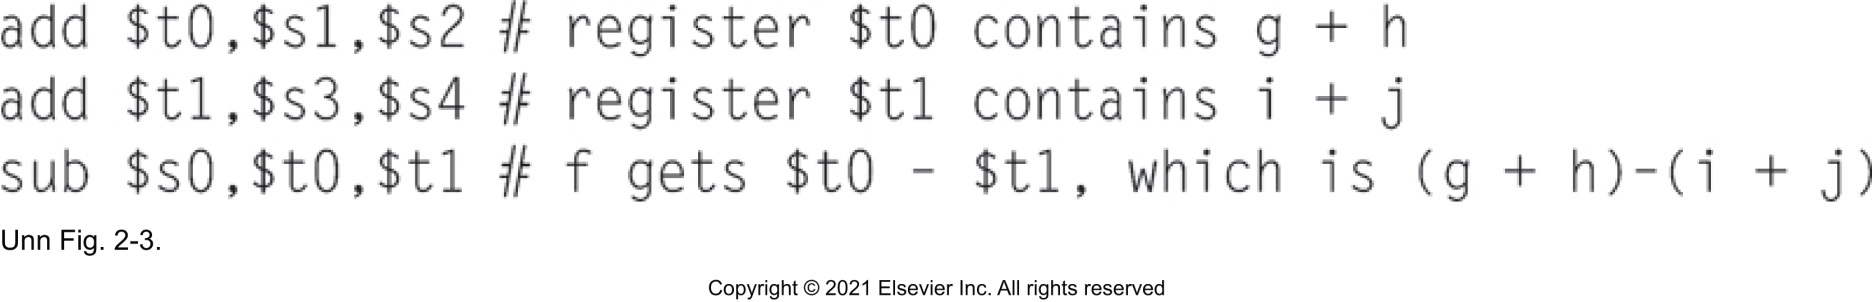 add $t0,$s1,$s2 # register $t0 contains g + h
add $t1,$s3,$s4 # register $t1 contains i + j
sub $s0,$t0,$t1 # f gets $t0 - $t1, which is (g + h)-(i + j)
Unn Fig. 2-3.
Copyright © 2021 Elsevier Inc. All rights reserved